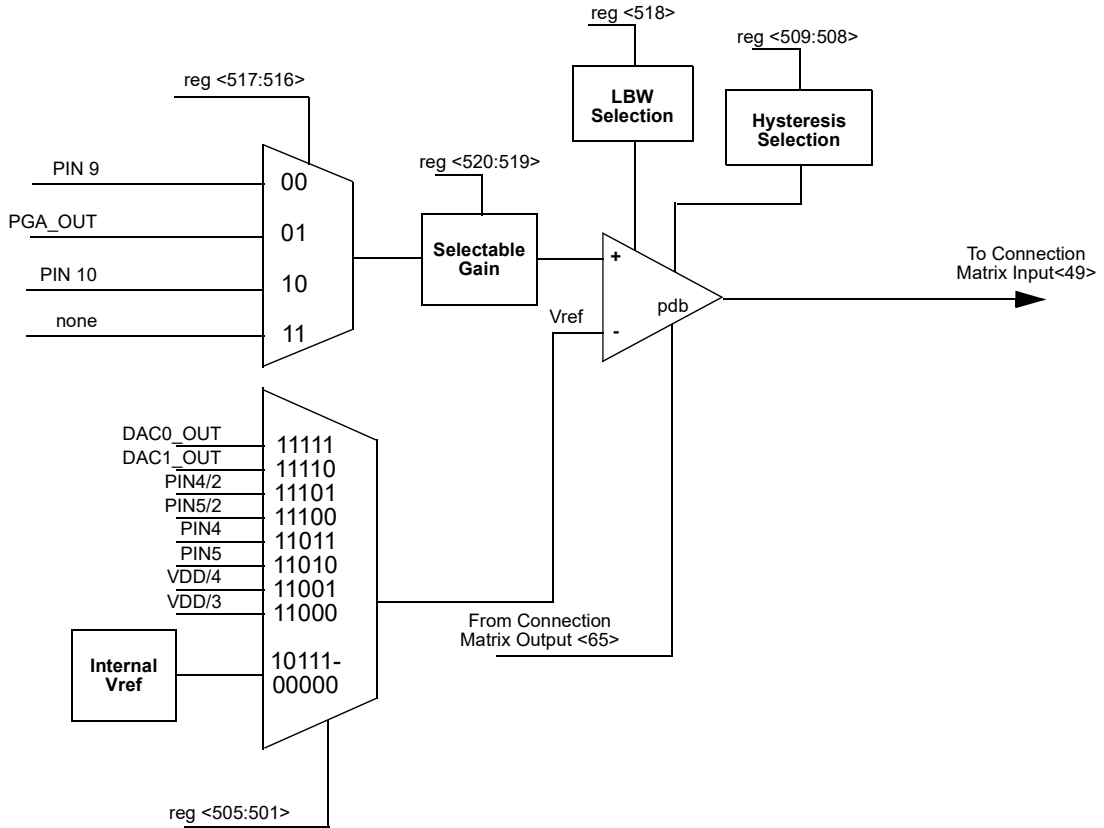 reg <518>
reg <509:508>
reg <517:516>
LBW
Selection
Hysteresis
Selection
PIN 9
00
reg <520:519>
PGA_OUT
01
Selectable
Gain
+
To Connection
Matrix Input<49>
PIN 10
10
none
11
Vref
pdb
-
DAC0_OUT
11111
DAC1_OUT
11110
PIN4/2
11101
PIN5/2
11100
PIN4
11011
PIN5
11010
VDD/4
11001
VDD/3
11000
From Connection
Matrix Output <65>
Internal
Vref
10111-
00000
reg <505:501>